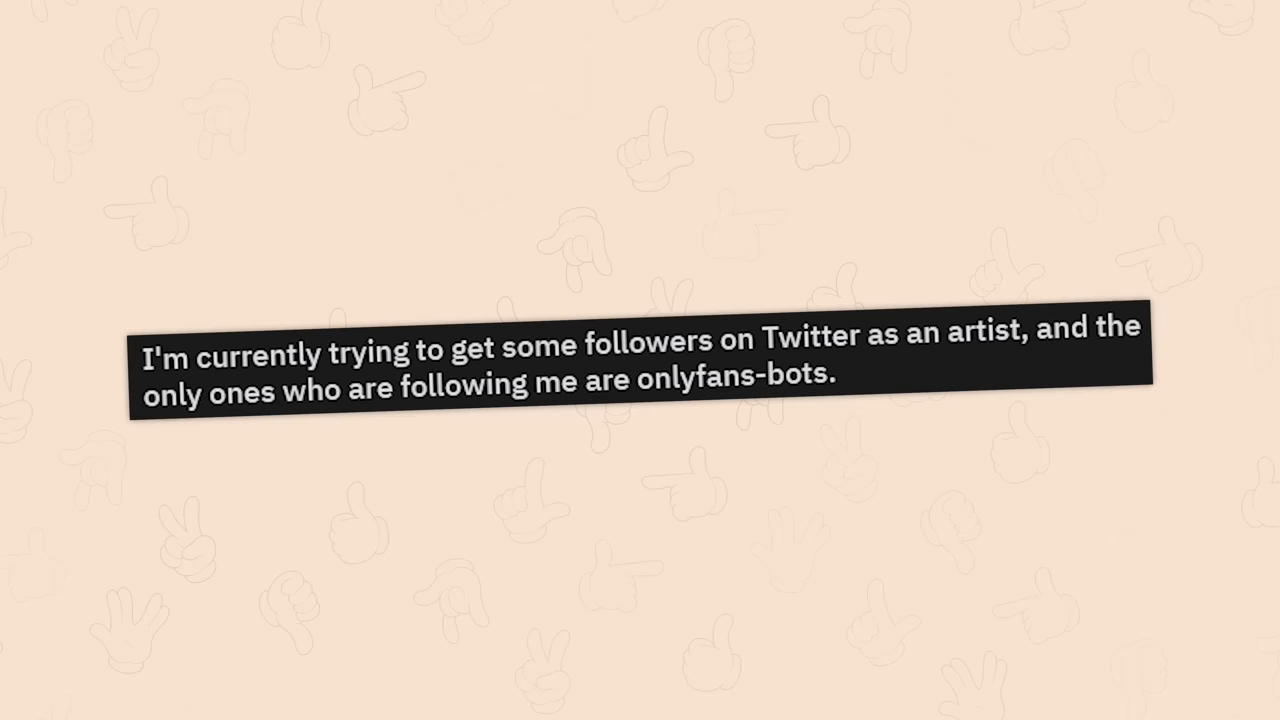 I'm currently trying to get some followers on Twitter as an artist, and the
only ones who are following me are onlyfans-bots.